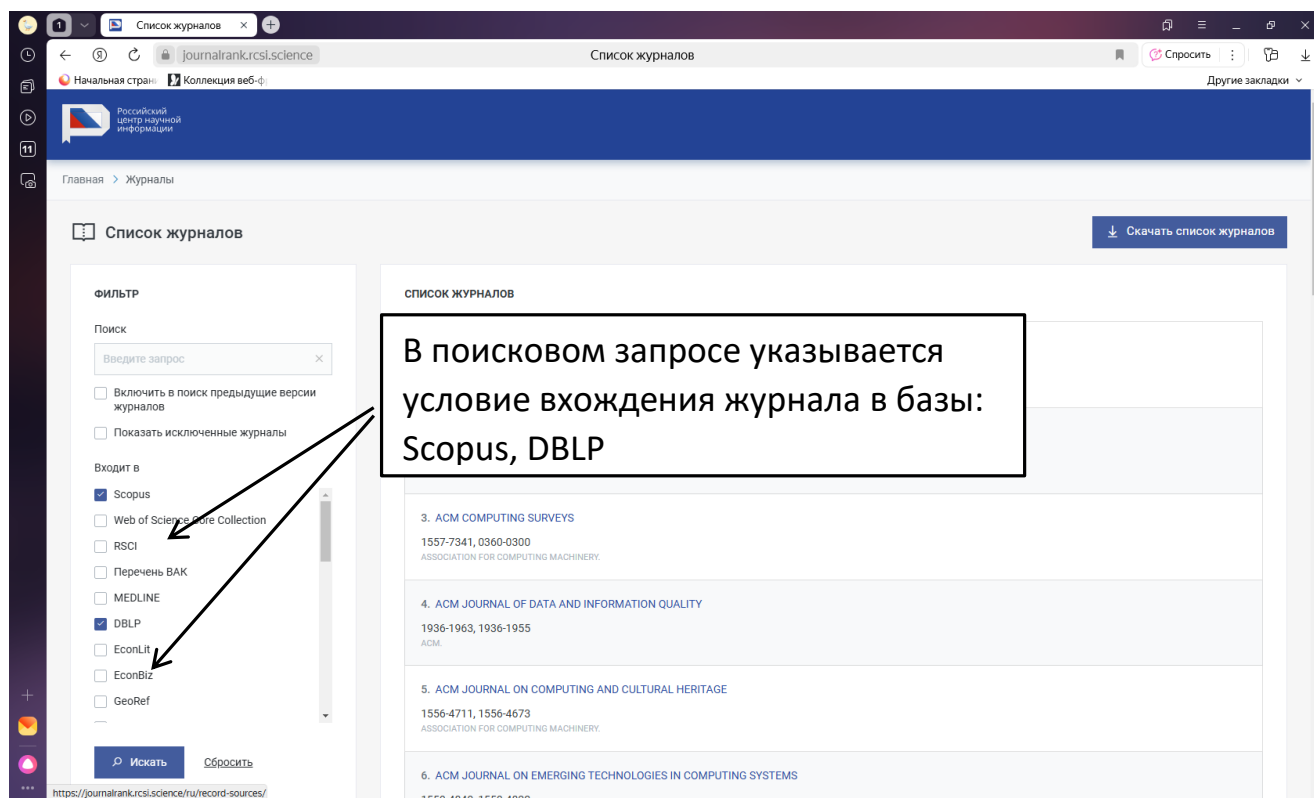 1
Список журналов
journalrank.rcsi.science
Список журналов
Спросить
Начальная стран
Коллекция веб-ф
Другие закладки
Российский
центр научной
информации
11
Главная > Журналы
Список журналов
Скачать список журналов
ФИЛЬТР
Поиск
Введите запрос
Включить в поиск предыдущие версии
журналов
Показать исключенные журналы
Входит в
Scopus
Web of Science Core Collection
RSCI
Перечень ВАК
MEDLINE
DBLP
EconLit
EconBiz
GeoRef
Искать
Сбросить
https://journalrank.rcsi.science/ru/record-sources/
СПИСОК ЖУРНАЛОВ
В поисковом запросе указывается
условие вхождения журнала в базы:
Scopus, DBLP
3. ACM COMPUTING SURVEYS
1557-7341, 0360-0300
ASSOCIATION FOR COMPUTING MACHINERY.
4. ACM JOURNAL OF DATA AND INFORMATION QUALITY
1936-1963, 1936-1955
ACM.
5. ACM JOURNAL ON COMPUTING AND CULTURAL HERITAGE
1556-4711, 1556-4673
ASSOCIATION FOR COMPUTING MACHINERY.
6. ACM JOURNAL ON EMERGING TECHNOLOGIES IN COMPUTING SYSTEMS